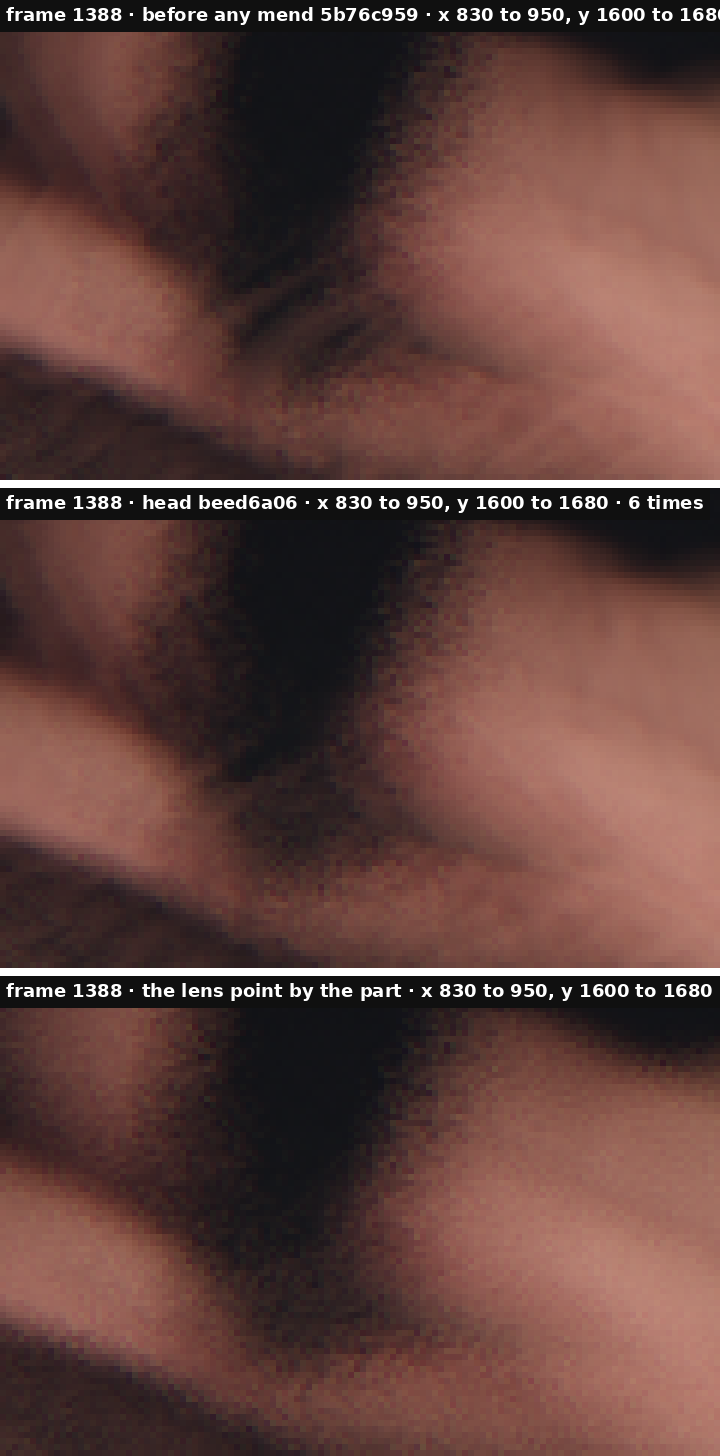 frame 1388 · before any mend 5b76c959 · x 830 to 950, y 1600 to 168
frame 1388 · head beed6a06 · x 830 to 950, y 1600 to 1680 · 6 times
frame 1388 · the lens point by the part · x 830 to 950, y 1600 to 1680